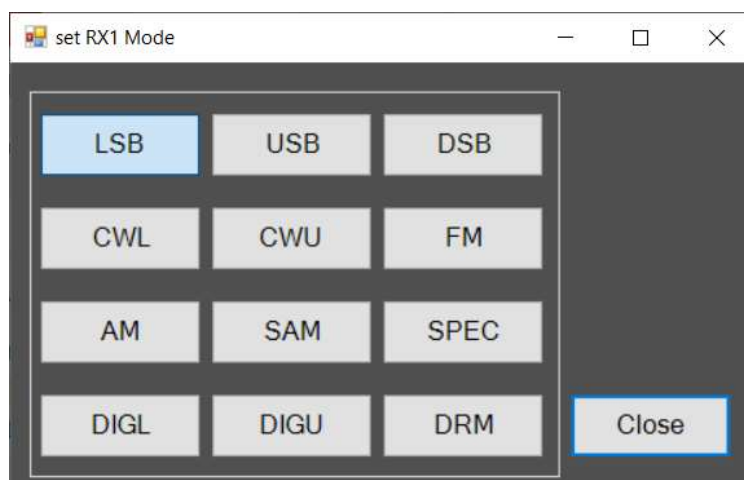 set RX1 Mode
LSB USB DSB
CWL CWU FM
AM SAM SPEC
DIGL DIGU DRM Close